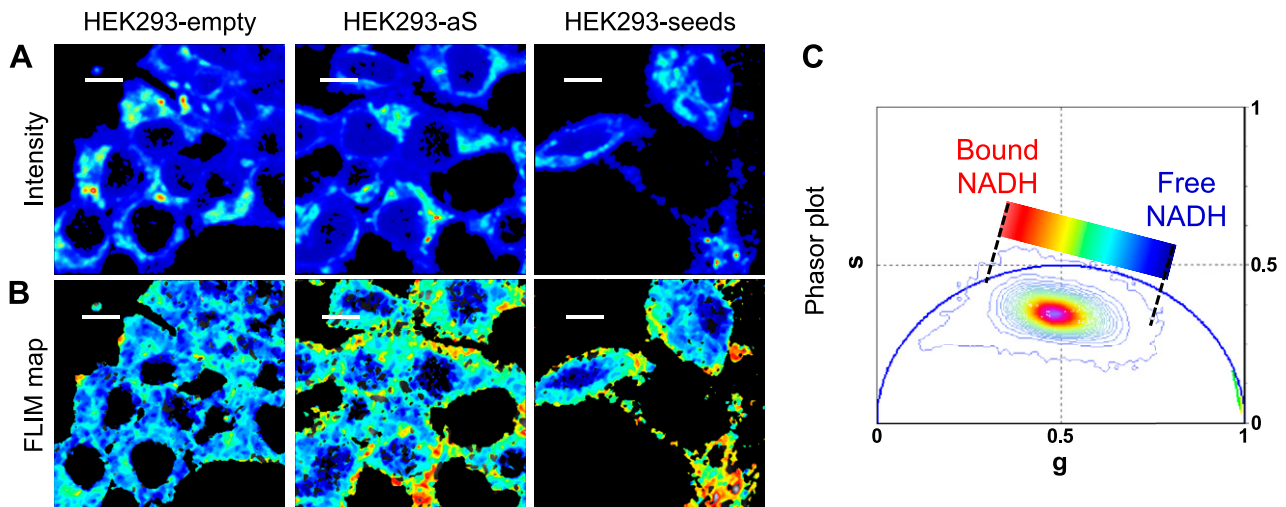 HEK293-empty
HEK293-aS
HEK293-seeds
A
Intensity
B
FLIM map
C
Phasor plot
s
1
0.5
0
Bound
NADH
Free
NADH
0
0.5
1
g